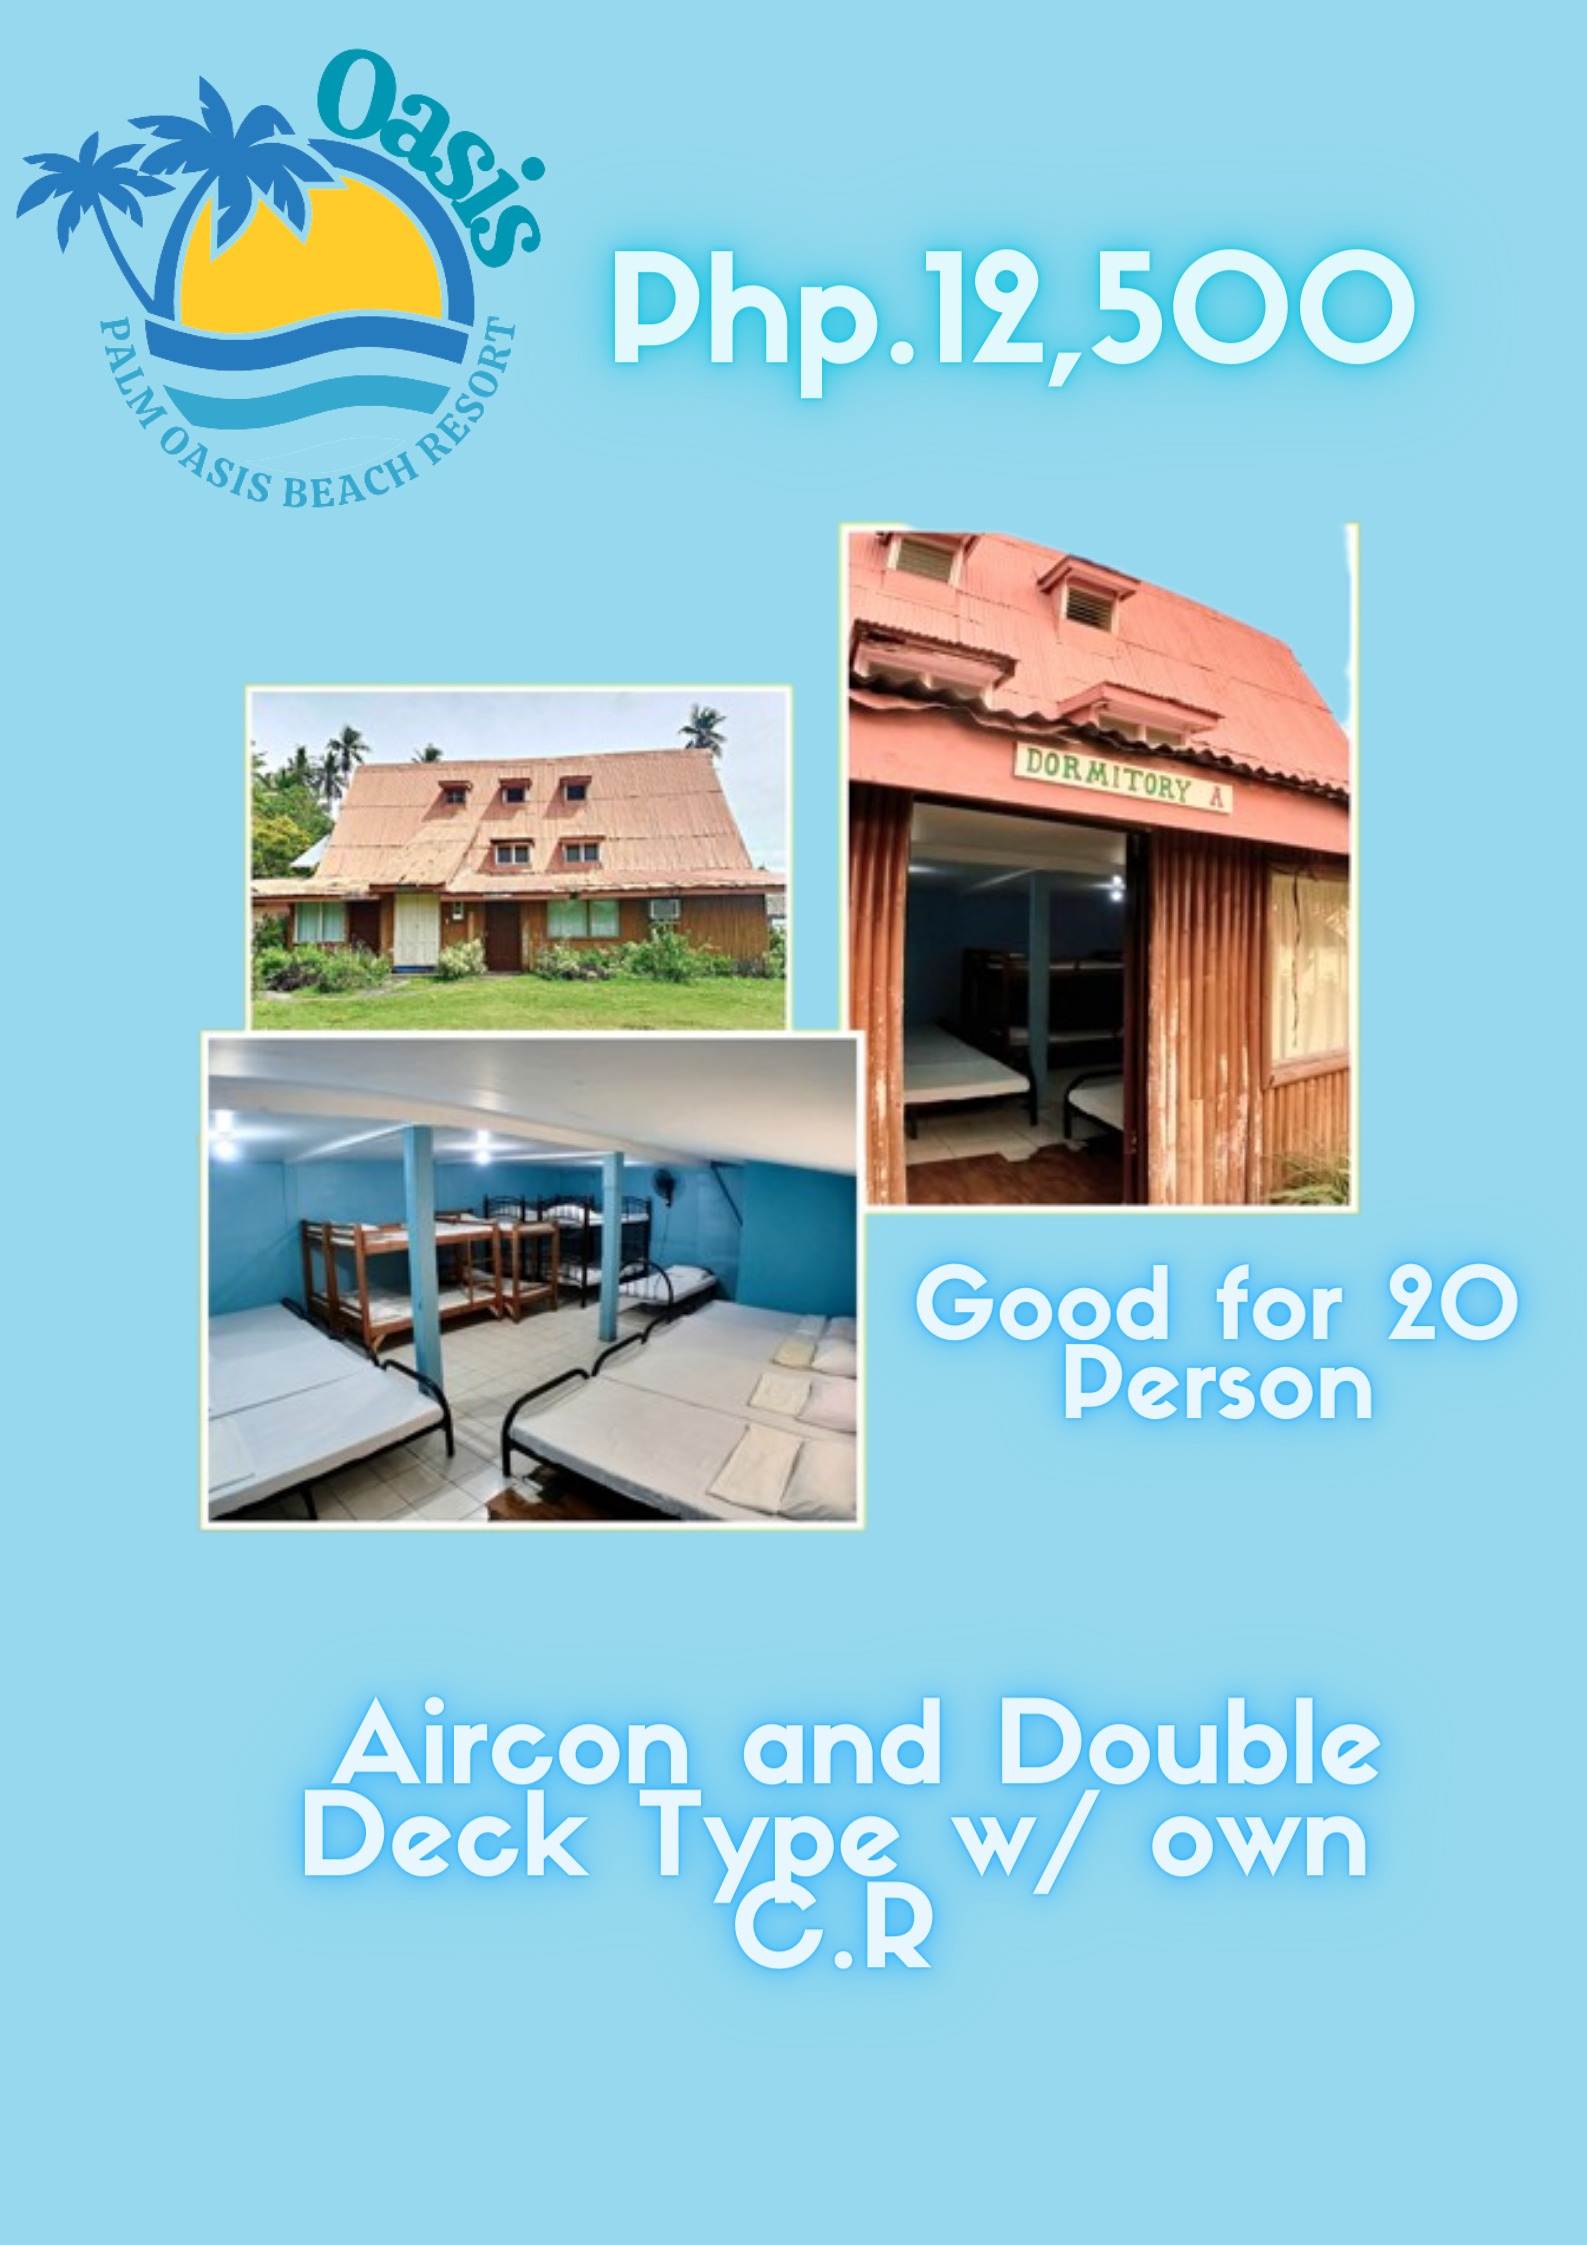 Oasis
PALM OASIS BEACH RESORT
Php.12,500
DORMITORY A
Good for 20
Person
Aircon and Double
Deck Type w/ own
C.R